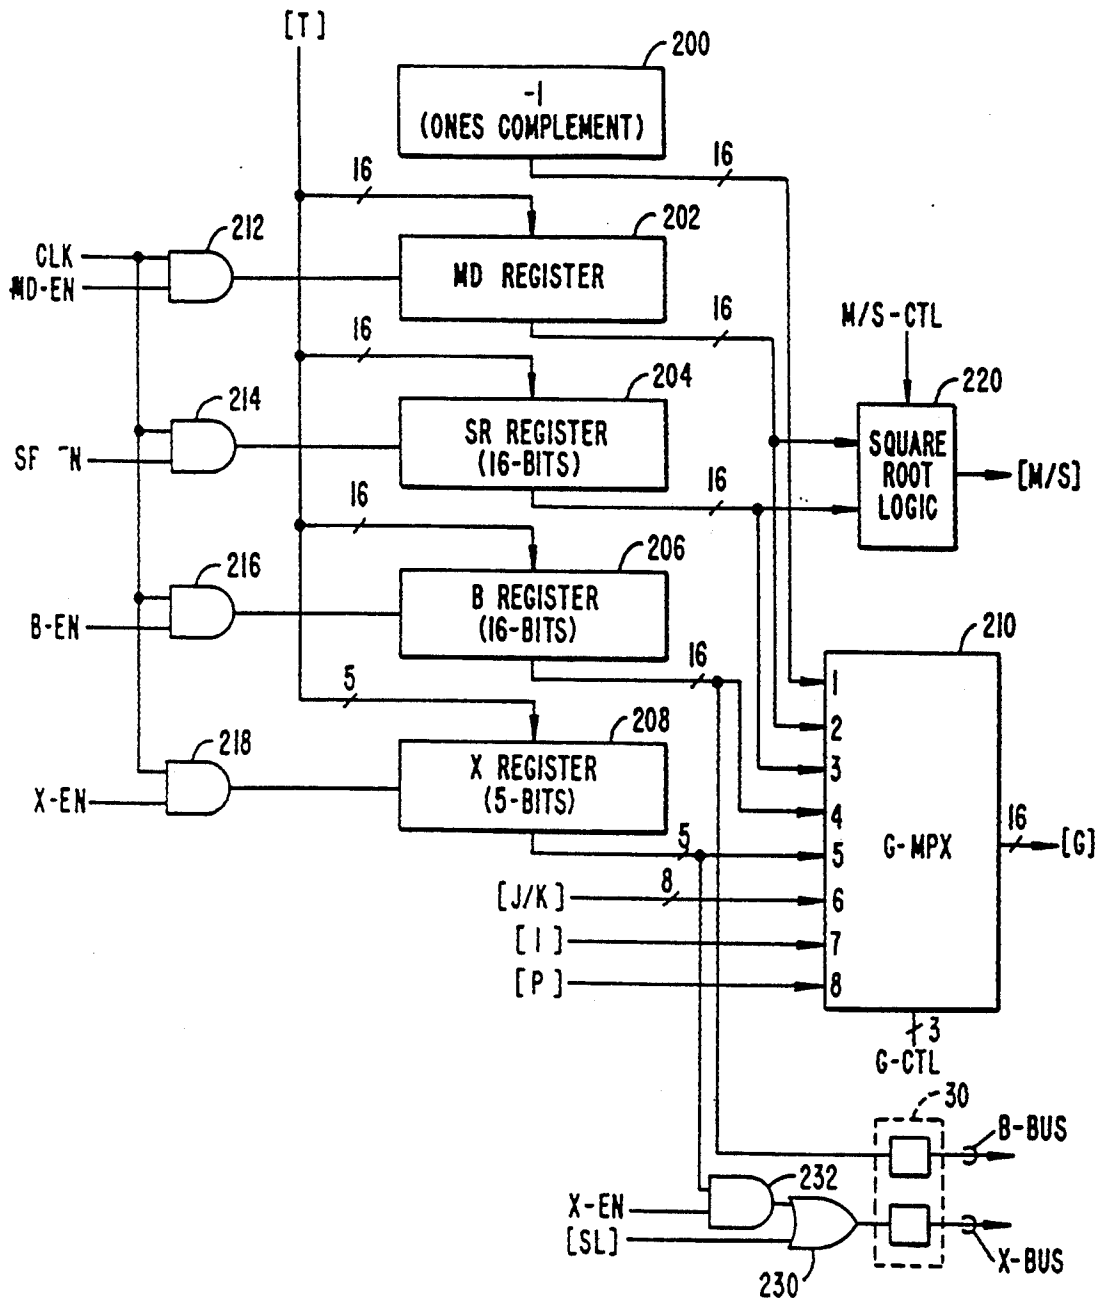 [T]
200
-1
(ONES COMPLEMENT)
16
16
212
202
CLK
MD-EN
MD REGISTER
16
16
M/S-CTL
214
204
220
SR REGISTER
(16-BITS)
SQUARE
ROOT
LOGIC
[M/S]
16
16
216
206
B-EN
B REGISTER
(16-BITS)
210
16
5
1
208
2
218
X REGISTER
(5-BITS)
3
X-EN
4
16
5
5
G-MPX
[G]
[J/K]
8
6
[I]
7
[P]
8
3
G-CTL
30
B-BUS
232
X-EN
[SL]
X-BUS
230